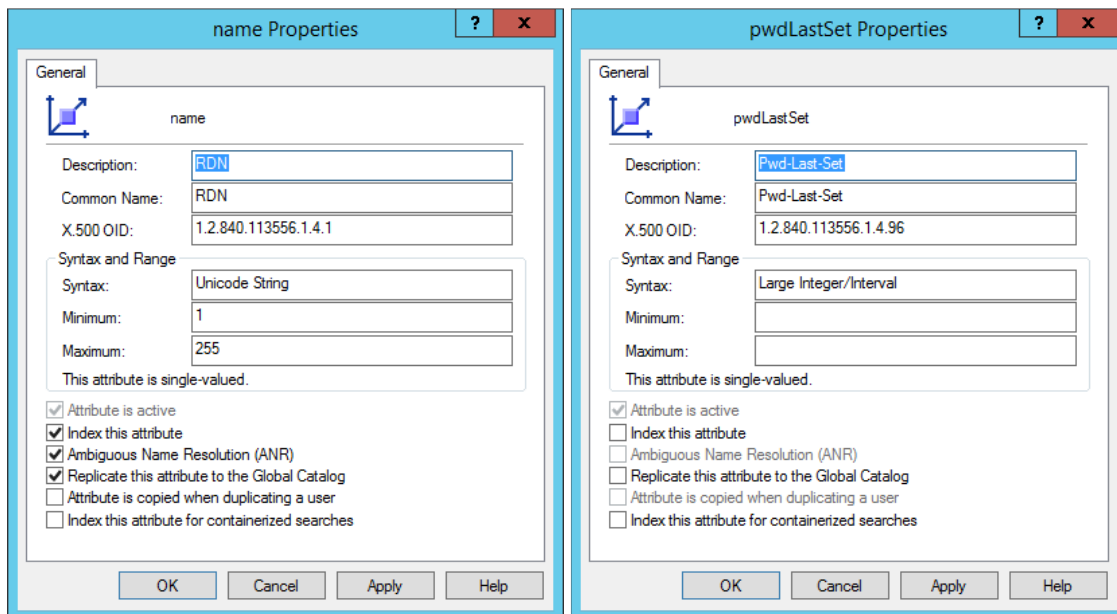 name Properties
? x
General
name
Description: RDN
Common Name: RDN
X.500 OID: 1.2.840.113556.1.4.1
Syntax and Range
Syntax: Unicode String
Minimum: 1
Maximum: 255
This attribute is single-valued.
Attribute is active
Index this attribute
Ambiguous Name Resolution (ANR)
Replicate this attribute to the Global Catalog
Attribute is copied when duplicating a user
Index this attribute for containerized searches
OK Cancel Apply Help
pwdLastSet Properties
? x
General
pwdLastSet
Description: Pwd-Last-Set
Common Name: Pwd-Last-Set
X.500 OID: 1.2.840.113556.1.4.96
Syntax and Range
Syntax: Large Integer/Interval
Minimum:
Maximum:
This attribute is single-valued.
Attribute is active
Index this attribute
Ambiguous Name Resolution (ANR)
Replicate this attribute to the Global Catalog
Attribute is copied when duplicating a user
Index this attribute for containerized searches
OK Cancel Apply Help